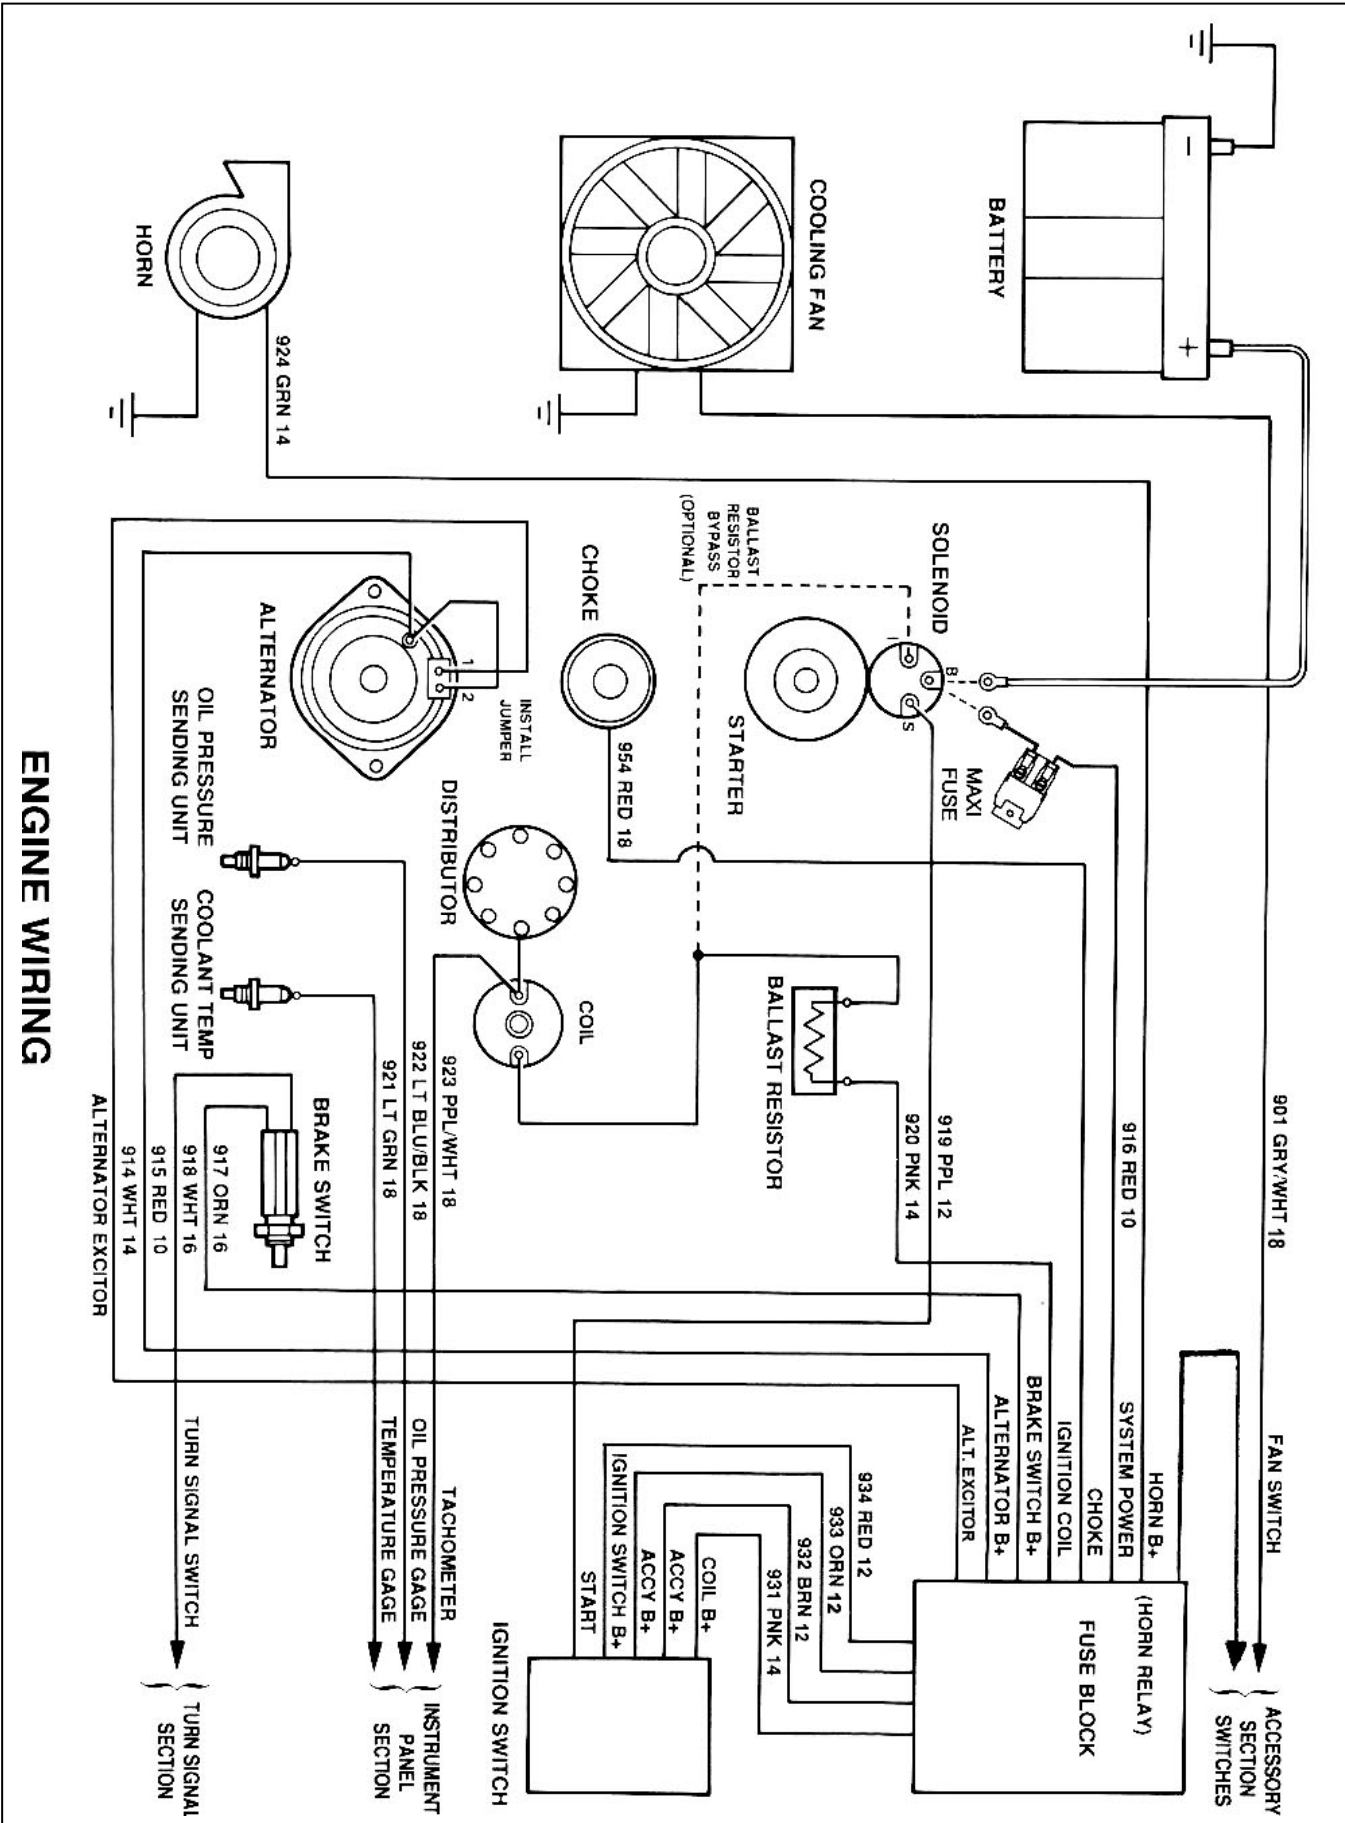 BATTERY
−
+
901 GRY/WHT 18
FAN SWITCH
ACCESSORY
SECTION
SWITCHES
COOLING FAN
SOLENOID
I
B
S
STARTER
MAXI
FUSE
916 RED 10
HORN B+
SYSTEM POWER
CHOKE
IGNITION COIL
BRAKE SWITCH B+
ALTERNATOR B+
ALT. EXCITOR
(HORN RELAY)
FUSE BLOCK
BALLAST
RESISTOR
BYPASS
(OPTIONAL)
919 PPL 12
920 PNK 14
BALLAST RESISTOR
934 RED 12
933 ORN 12
932 BRN 12
931 PNK 14
CHOKE
954 RED 18
COIL
COIL B+
ACCY B+
ACCY B+
IGNITION SWITCH B+
START
IGNITION SWITCH
INSTALL
JUMPER
1
2
DISTRIBUTOR
923 PPL/WHT 18
922 LT BLU/BLK 18
921 LT GRN 18
TACHOMETER
OIL PRESSURE GAGE
TEMPERATURE GAGE
INSTRUMENT
PANEL
SECTION
HORN
924 GRN 14
ALTERNATOR
OIL PRESSURE
SENDING UNIT
COOLANT TEMP
SENDING UNIT
BRAKE SWITCH
917 ORN 16
918 WHT 16
915 RED 10
914 WHT 14
ALTERNATOR EXCITOR
TURN SIGNAL SWITCH
TURN SIGNAL
SECTION
ENGINE WIRING